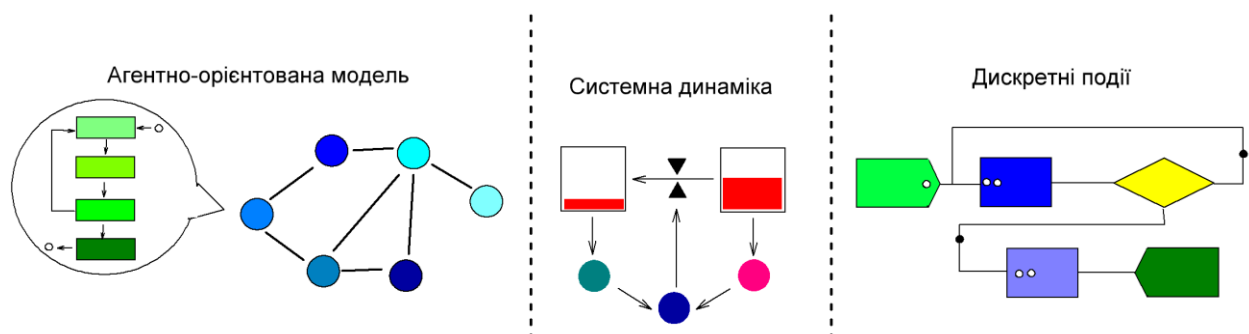 Агентно-орієнтована модель
Системна динаміка
Дискретні події